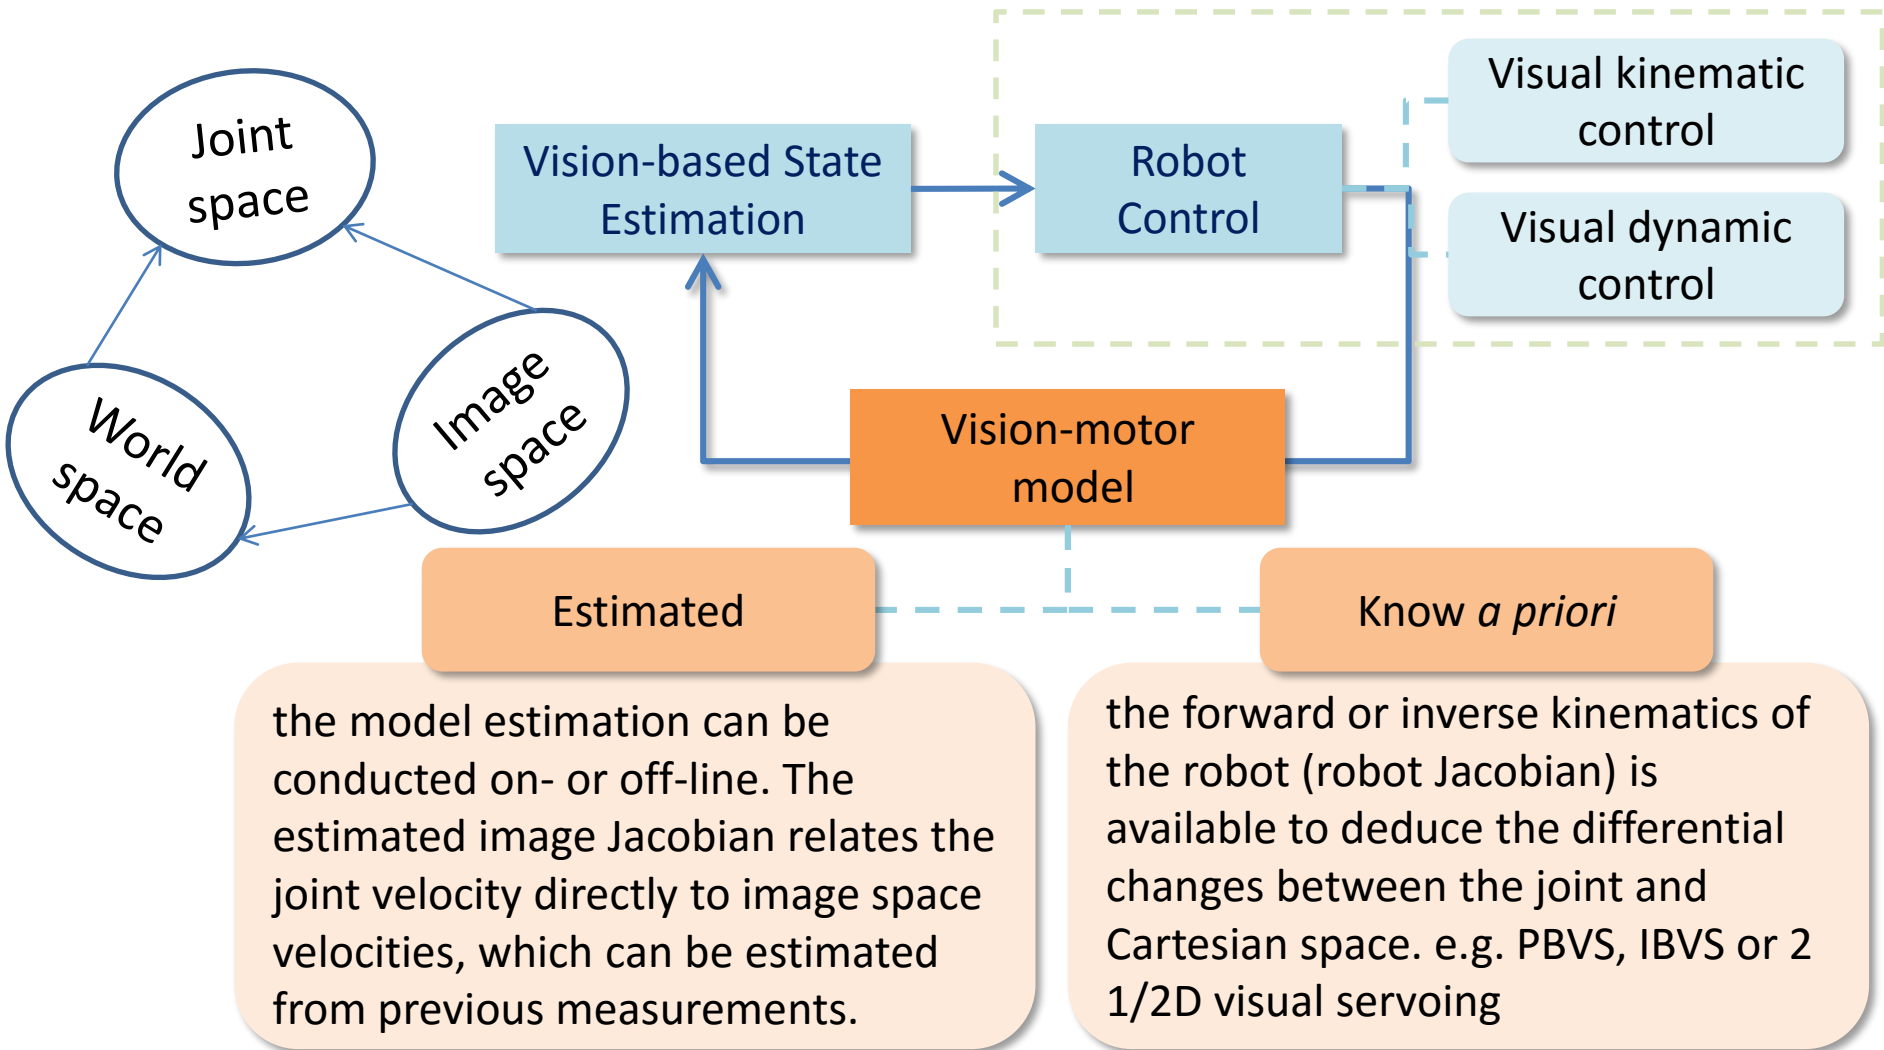 Joint
space
Vision-based State
Estimation
Robot
Control
Visual kinematic
control
Visual dynamic
control
World
space
Image
space
Vision-motor
model
Estimated
Know a priori
the model estimation can be
conducted on- or off-line. The
estimated image Jacobian relates the
joint velocity directly to image space
velocities, which can be estimated
from previous measurements.
the forward or inverse kinematics of
the robot (robot Jacobian) is
available to deduce the differential
changes between the joint and
Cartesian space. e.g. PBVS, IBVS or 2
1/2D visual servoing